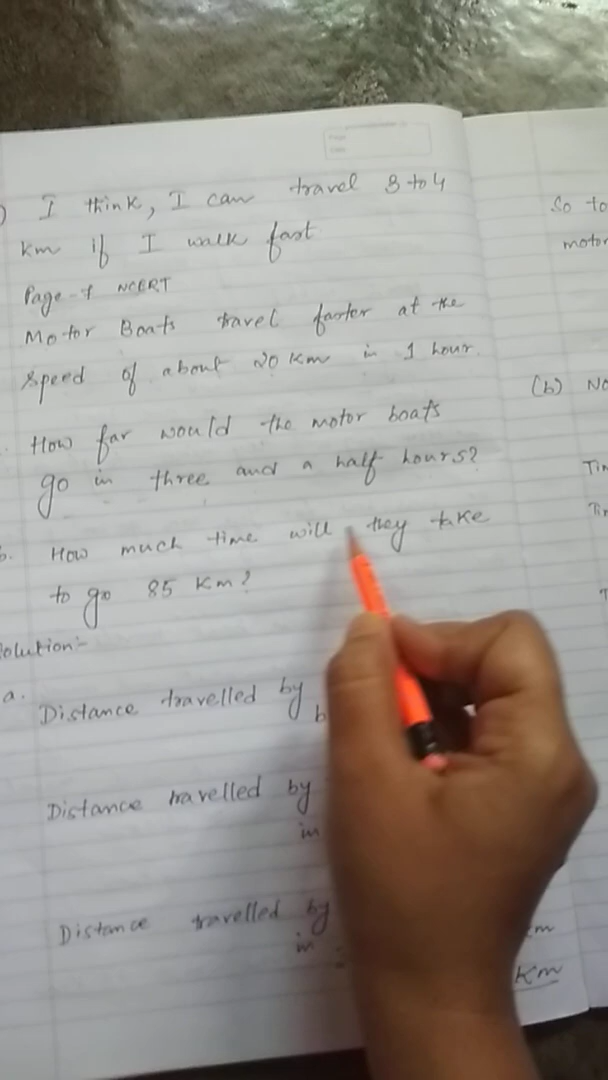 I think, I can travel 3 to 4
km if I walk fast
Page-7 NCERT
Motor Boats travel faster at the
speed of about 20 km in 1 hour.
How far would the motor boats
go in three and a half hours?
b. How much time will they take
to go 85 km?
olution:-
a.
Distance travelled by
b
Distance travelled by
in
Distance travelled by
in
km
=
Km
So to
motor
(b) No
Tim
Tim
T